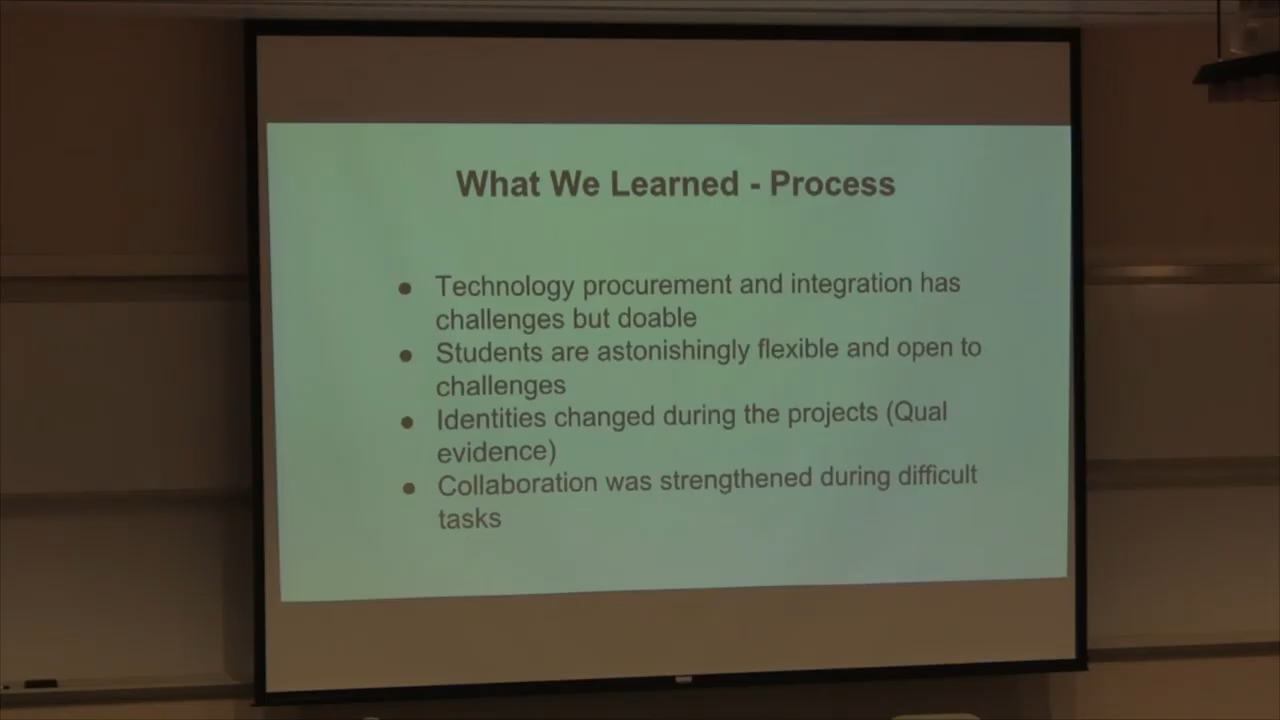 What We Learned - Process
● Technology procurement and integration has
challenges but doable
● Students are astonishingly flexible and open to
challenges
● Identities changed during the projects (Qual
evidence)
● Collaboration was strengthened during difficult
tasks